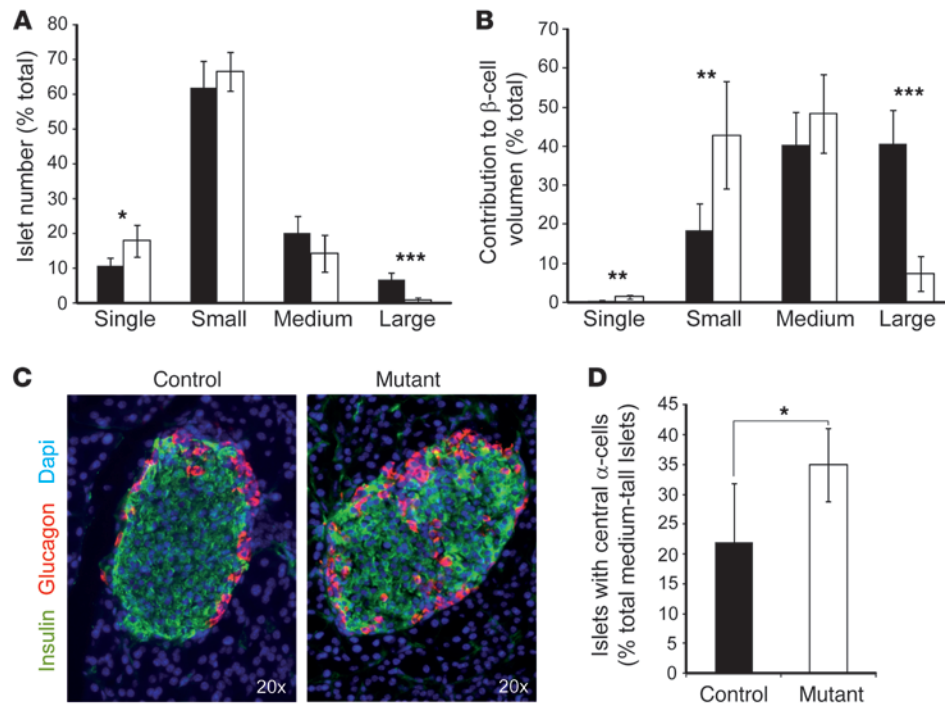 A
Islet number (% total)
80
70
60
50
40
30
20
10
0
*
***
Single Small Medium Large
B
Contribution to β-cell
volumen (% total)
70
60
50
40
30
20
10
0
**
**
***
Single Small Medium Large
C
Control Mutant
Insulin Glucagon Dapi
20x
20x
D
Islets with central α-cells
(% total medium-tall Islets)
45
40
35
30
25
20
15
10
5
0
*
Control Mutant